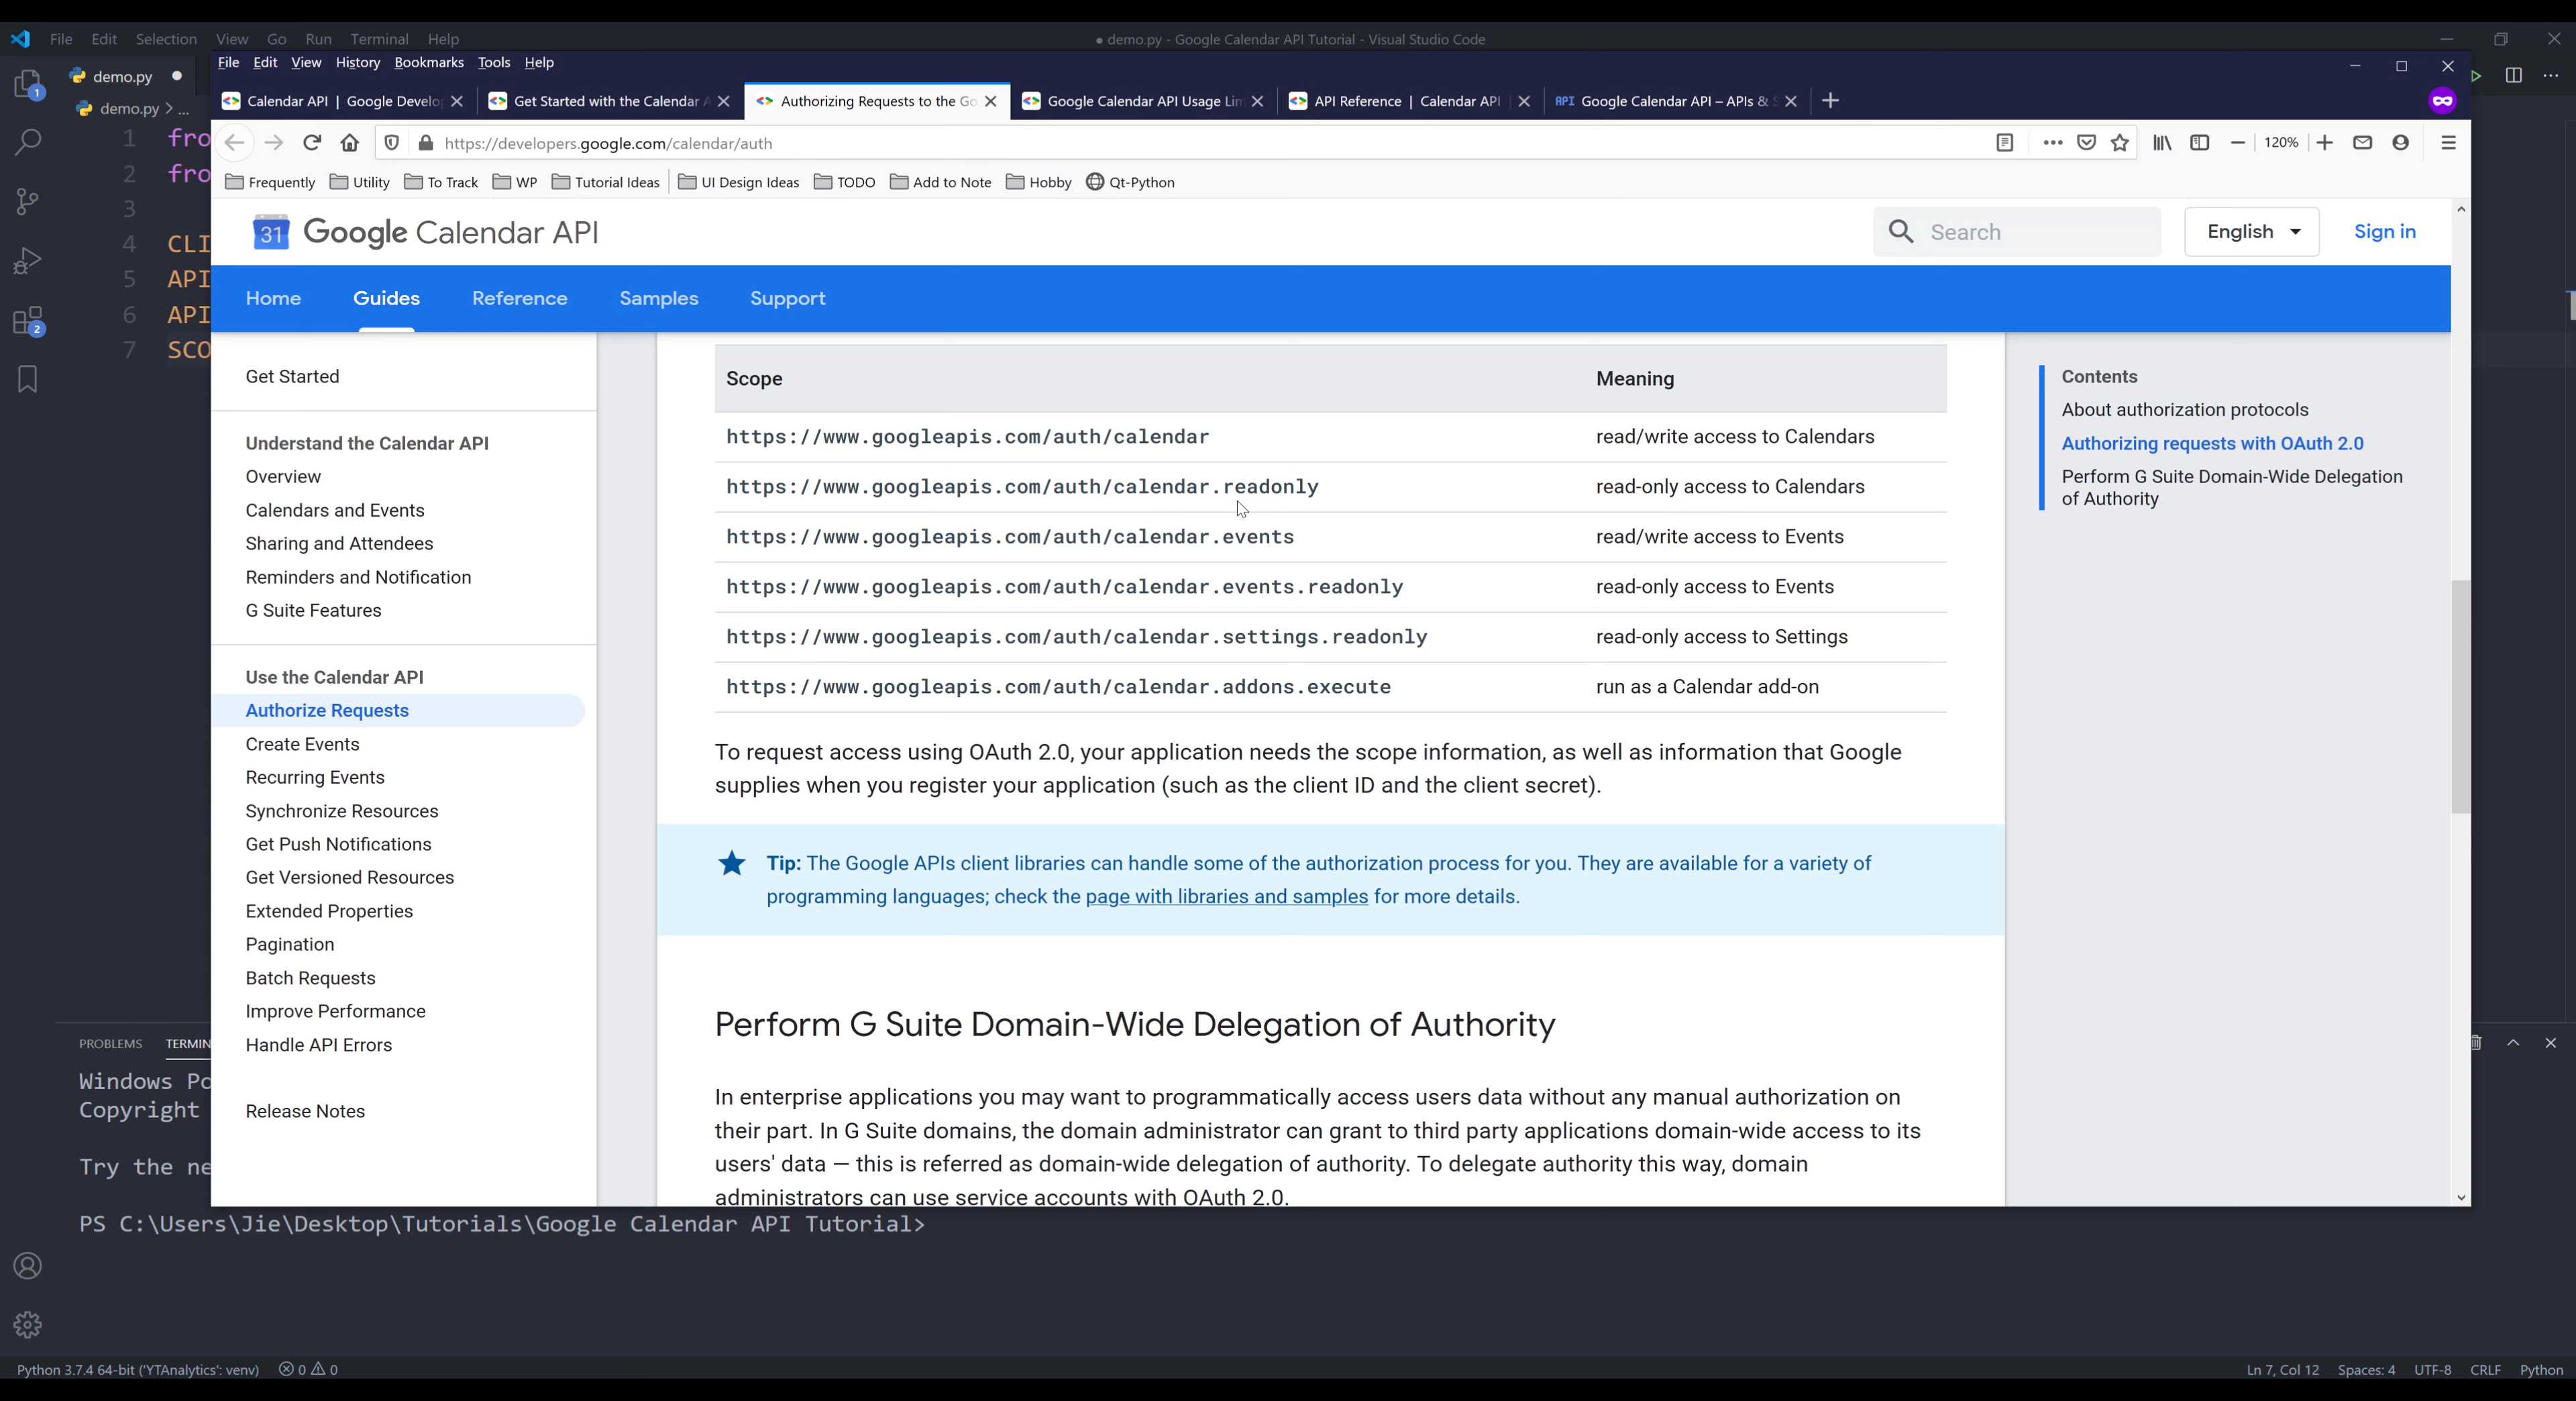 File Edit Selection View Go Run Terminal Help
● demo.py - Google Calendar API Tutorial - Visual Studio Code
demo.py
demo.py > ...
1 fro
2 fro
3
4 CLI
5 API
6 API
7 SCO
File Edit View History Bookmarks Tools Help
Calendar API | Google Develo
Get Started with the Calendar A
Authorizing Requests to the Go
Google Calendar API Usage Lim
API Reference | Calendar API
API Google Calendar API – APIs & S
https://developers.google.com/calendar/auth
120%
Frequently Utility To Track WP Tutorial Ideas UI Design Ideas TODO Add to Note Hobby Qt-Python
31 Google Calendar API
Search
English
Sign in
Home Guides Reference Samples Support
Get Started
Understand the Calendar API
Overview
Calendars and Events
Sharing and Attendees
Reminders and Notification
G Suite Features
Use the Calendar API
Authorize Requests
Create Events
Recurring Events
Synchronize Resources
Get Push Notifications
Get Versioned Resources
Extended Properties
Pagination
Batch Requests
Improve Performance
Handle API Errors
Release Notes
Scope Meaning
https://www.googleapis.com/auth/calendar read/write access to Calendars
https://www.googleapis.com/auth/calendar.readonly read-only access to Calendars
https://www.googleapis.com/auth/calendar.events read/write access to Events
https://www.googleapis.com/auth/calendar.events.readonly read-only access to Events
https://www.googleapis.com/auth/calendar.settings.readonly read-only access to Settings
https://www.googleapis.com/auth/calendar.addons.execute run as a Calendar add-on
To request access using OAuth 2.0, your application needs the scope information, as well as information that Google
supplies when you register your application (such as the client ID and the client secret).
Tip: The Google APIs client libraries can handle some of the authorization process for you. They are available for a variety of
programming languages; check the page with libraries and samples for more details.
Perform G Suite Domain-Wide Delegation of Authority
In enterprise applications you may want to programmatically access users data without any manual authorization on
their part. In G Suite domains, the domain administrator can grant to third party applications domain-wide access to its
users' data — this is referred as domain-wide delegation of authority. To delegate authority this way, domain
administrators can use service accounts with OAuth 2.0.
Contents
About authorization protocols
Authorizing requests with OAuth 2.0
Perform G Suite Domain-Wide Delegation
of Authority
1
2
PROBLEMS TERMIN
Windows Po
Copyright
Try the ne
PS C:\Users\Jie\Desktop\Tutorials\Google Calendar API Tutorial>
Python 3.7.4 64-bit ('YTAnalytics': venv) 0 0
Ln 7, Col 12 Spaces: 4 UTF-8 CRLF Python